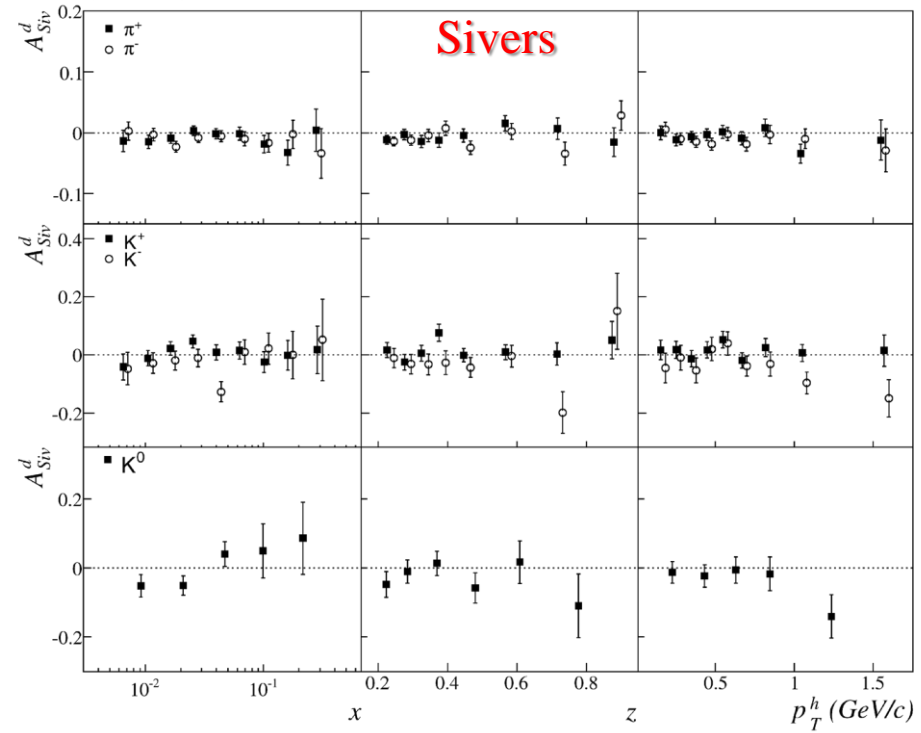 Sivers
A^d_Siv
0.2
0.1
0
-0.1
π⁺
π⁻
A^d_Siv
0.4
0.2
0
-0.2
K⁺
K⁻
A^d_Siv
0.2
0
-0.2
K⁰
10⁻² 10⁻¹ 0.2 0.4 0.6 0.8 0.5 1 1.5
x z p_T^h (GeV/c)